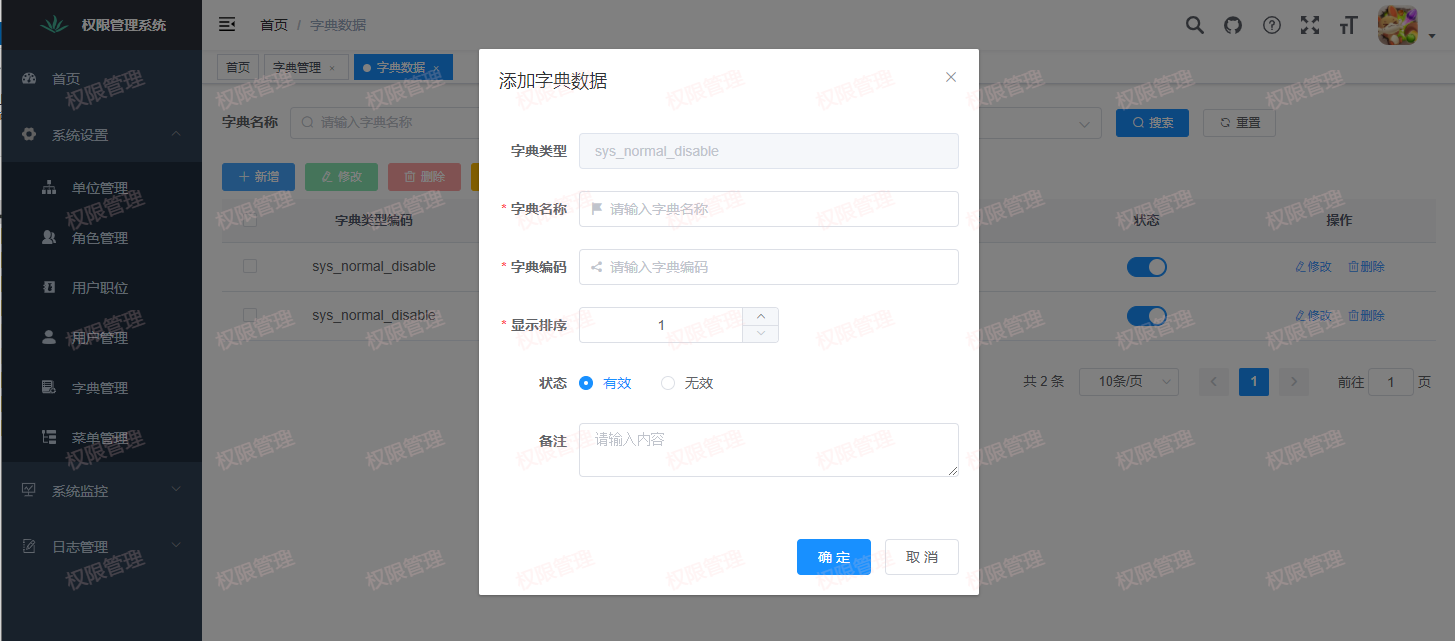 权限管理系统
首页 / 字典数据
首页
系统设置
单位管理
角色管理
用户职位
用户管理
字典管理
菜单管理
系统监控
日志管理
首页
字典管理 ×
字典数据 ×
字典名称
请输入字典名称
搜索
重置
新增
修改
删除
字典类型编码
状态
操作
sys_normal_disable
修改
删除
sys_normal_disable
修改
删除
共 2 条
10条/页
1
前往 1 页
添加字典数据
字典类型
sys_normal_disable
* 字典名称
请输入字典名称
* 字典编码
请输入字典编码
* 显示排序
1
状态
有效
无效
备注
请输入内容
确 定
取 消
权限管理